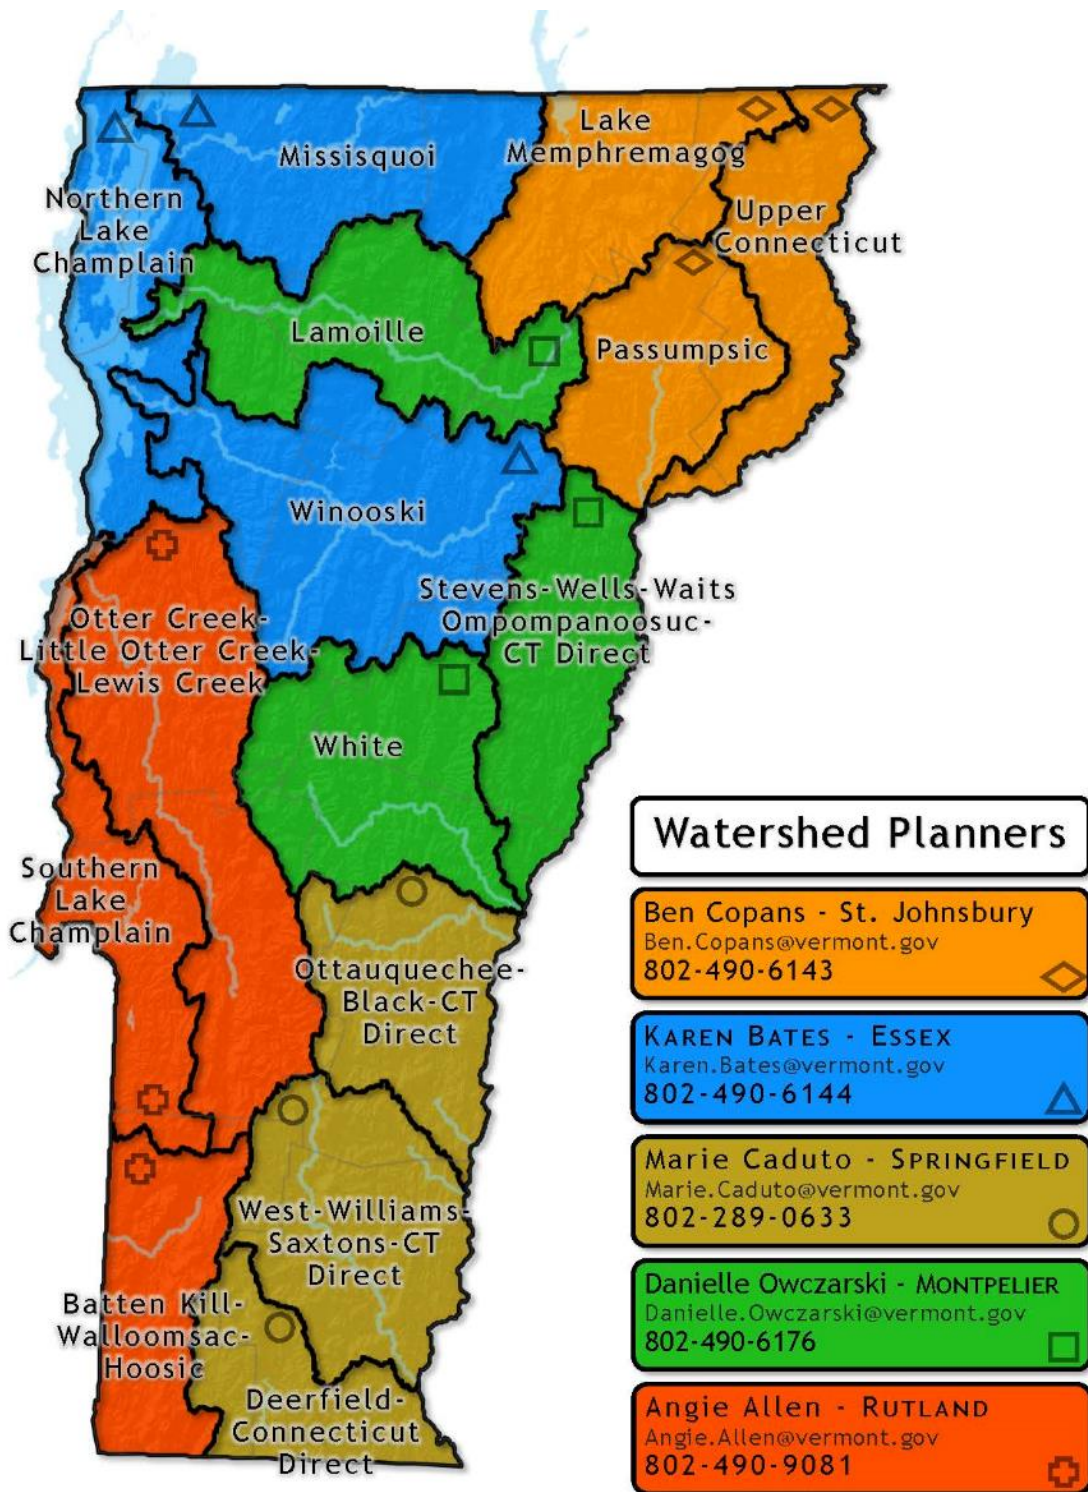 Lake
Memphremagog
Missisquoi
Northern
Lake
Champlain
Upper
Connecticut
Lamoille
Passumpsic
Winooski
Stevens-Wells-Waits
Ompompanoosuc-
CT Direct
Otter Creek-
Little Otter Creek-
Lewis Creek
White
Southern
Lake
Champlain
Ottauquechee-
Black-CT
Direct
West-Williams-
Saxtons-CT
Direct
Batten Kill-
Walloomsac-
Hoosic
Deerfield-
Connecticut
Direct
Watershed Planners
Ben Copans - St. Johnsbury
Ben.Copans@vermont.gov
802-490-6143
KAREN BATES - ESSEX
Karen.Bates@vermont.gov
802-490-6144
Marie Caduto - SPRINGFIELD
Marie.Caduto@vermont.gov
802-289-0633
Danielle Owczarski - MONTPELIER
Danielle.Owczarski@vermont.gov
802-490-6176
Angie Allen - RUTLAND
Angie.Allen@vermont.gov
802-490-9081